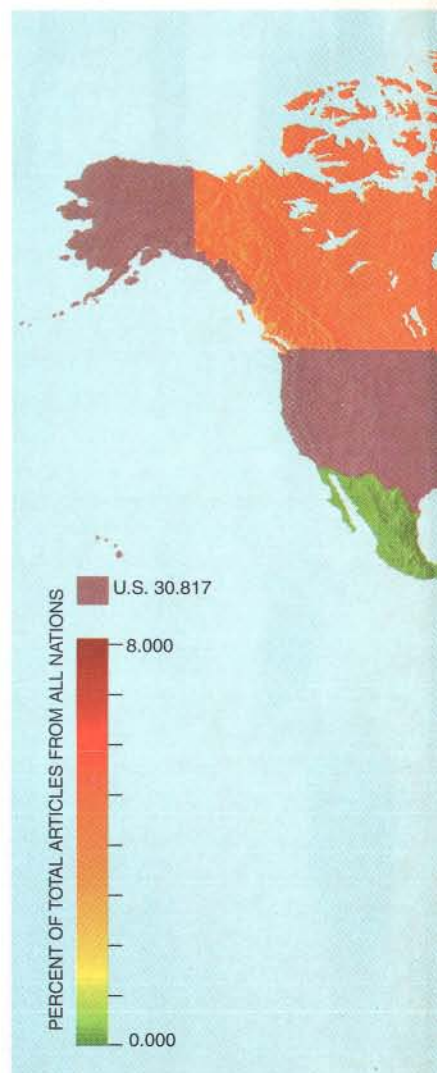 U.S. 30.817
8.000
PERCENT OF TOTAL ARTICLES FROM ALL NATIONS
0.000